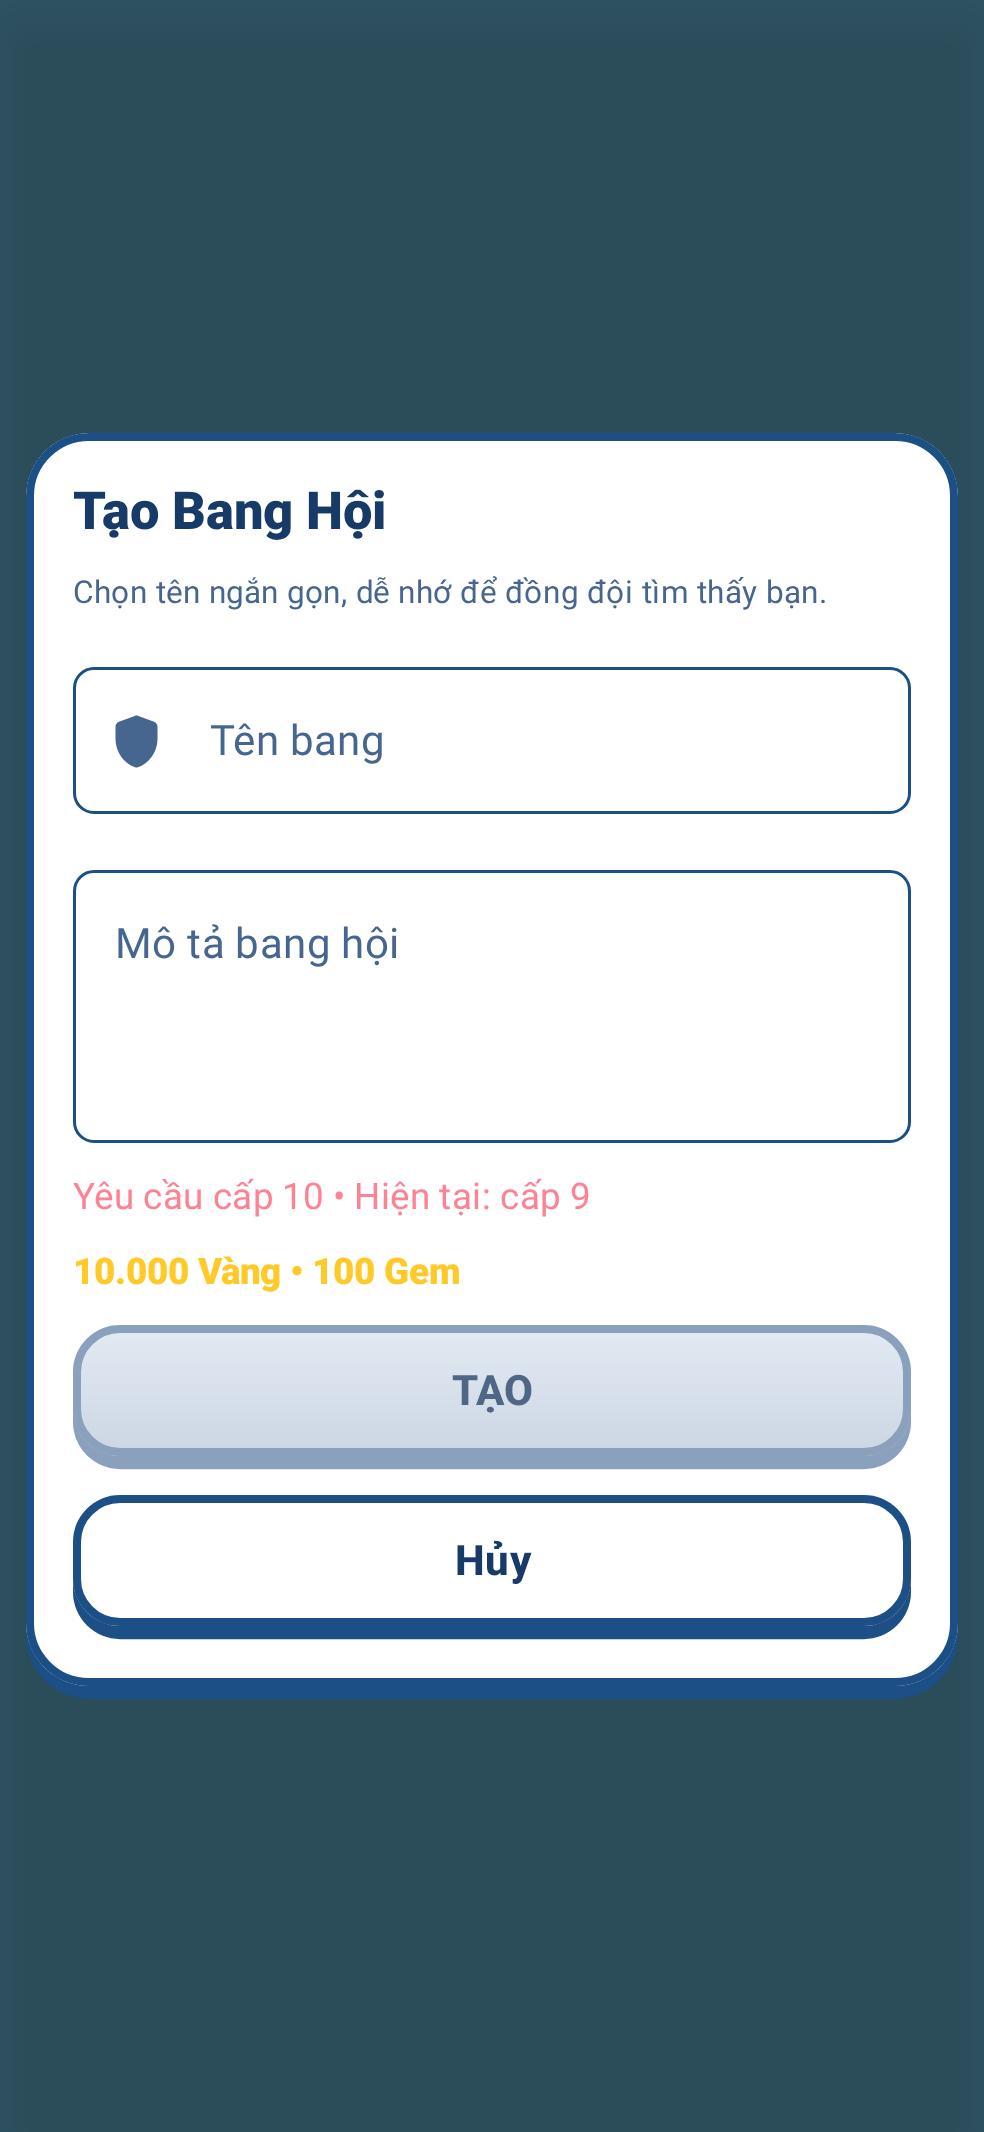 Tạo Bang Hội
Chọn tên ngắn gọn, dễ nhớ để đồng đội tìm thấy bạn.
Tên bang
Mô tả bang hội
Yêu cầu cấp 10 • Hiện tại: cấp 9
10.000 Vàng • 100 Gem
TẠO
Hủy